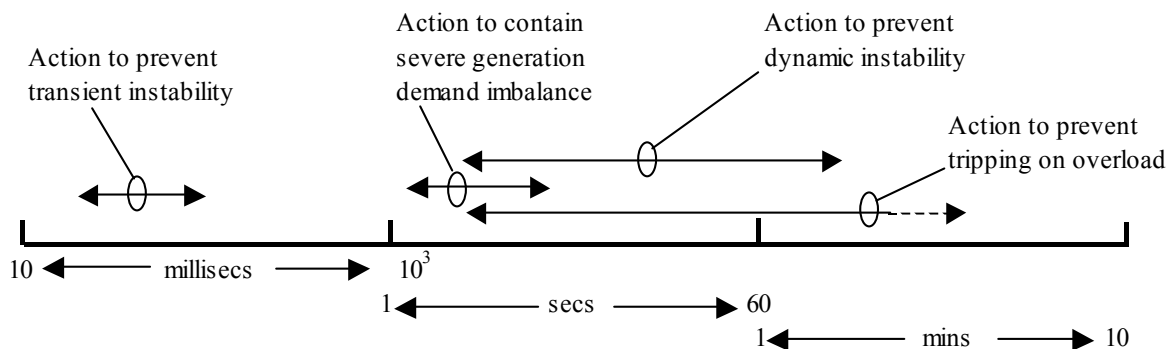 Action to prevent
transient instability
Action to contain
severe generation
demand imbalance
Action to prevent
dynamic instability
Action to prevent
tripping on overload
10 millisecs 10³
1 secs 60
1 mins 10